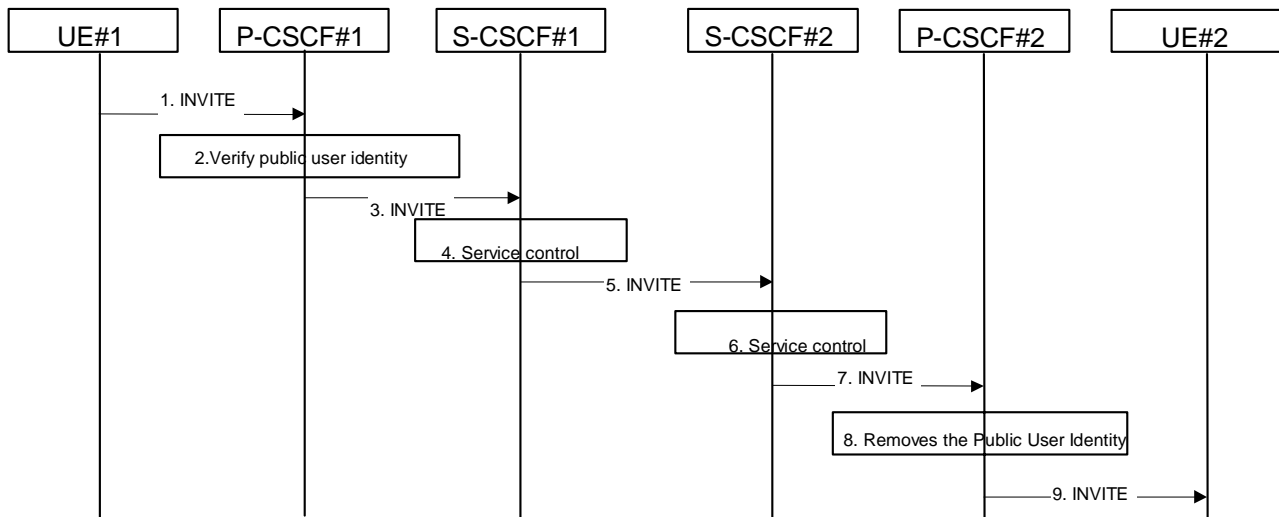 UE#1
P-CSCF#1
S-CSCF#1
S-CSCF#2
P-CSCF#2
UE#2
1. INVITE
2.Verify public user identity
3. INVITE
4. Service control
5. INVITE
6. Service control
7. INVITE
8. Removes the Public User Identity
9. INVITE